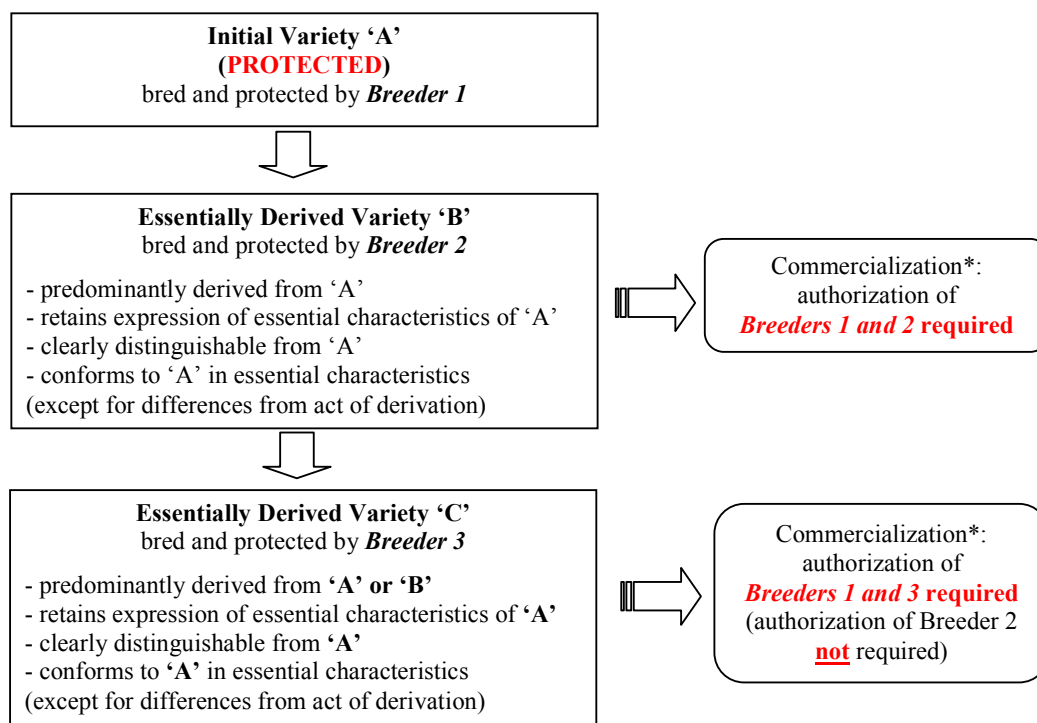 Initial Variety ‘A’
(PROTECTED)
bred and protected by Breeder 1
Essentially Derived Variety ‘B’
bred and protected by Breeder 2
- predominantly derived from ‘A’
- retains expression of essential characteristics of ‘A’
- clearly distinguishable from ‘A’
- conforms to ‘A’ in essential characteristics
(except for differences from act of derivation)
Commercialization*:
authorization of
Breeders 1 and 2 required
Essentially Derived Variety ‘C’
bred and protected by Breeder 3
- predominantly derived from ‘A’ or ‘B’
- retains expression of essential characteristics of ‘A’
- clearly distinguishable from ‘A’
- conforms to ‘A’ in essential characteristics
(except for differences from act of derivation)
Commercialization*:
authorization of
Breeders 1 and 3 required
(authorization of Breeder 2
not required)